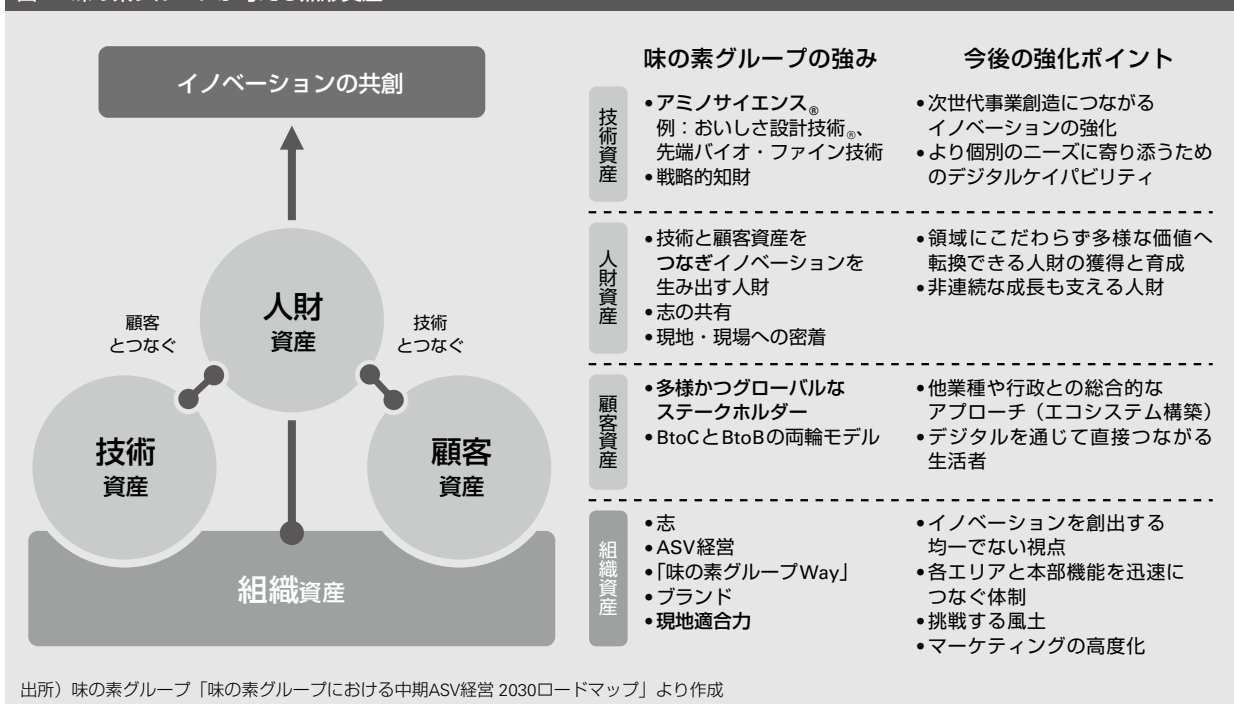 イノベーションの共創
人財
資産
顧客
とつなぐ
技術
とつなぐ
技術
資産
顧客
資産
組織資産
味のグループの強み
今後の強化ポイント
技術資産
•アミノサイエンス®
例：おいしさ設計技術®、
先端バイオ・ファイン技術
•戦略的知財
•次世代事業創造につながる
イノベーションの強化
•より個別のニーズに寄り添うため
のデジタルケイパビリティ
人財資産
•技術と顧客資産を
つなぎイノベーションを
生み出す人財
•志の共有
•現地・現場への密着
•領域にこだわらず多様な価値へ
転換できる人財の獲得と育成
•非連続な成長も支える人財
顧客資産
•多様かつグローバルな
ステークホルダー
•BtoCとBtoBの両輪モデル
•他業種や行政との総合的な
アプローチ（エコシステム構築）
•デジタルを通じて直接つながる
生活者
組織資産
•志
•ASV経営
•「味の素グループWay」
•ブランド
•現地適合力
•イノベーションを創出する
均一でない視点
•各エリアと本部機能を迅速に
つなぐ体制
•挑戦する風土
•マーケティングの高度化
出所）味の素グループ「味の素グループにおける中期ASV経営 2030ロードマップ」より作成